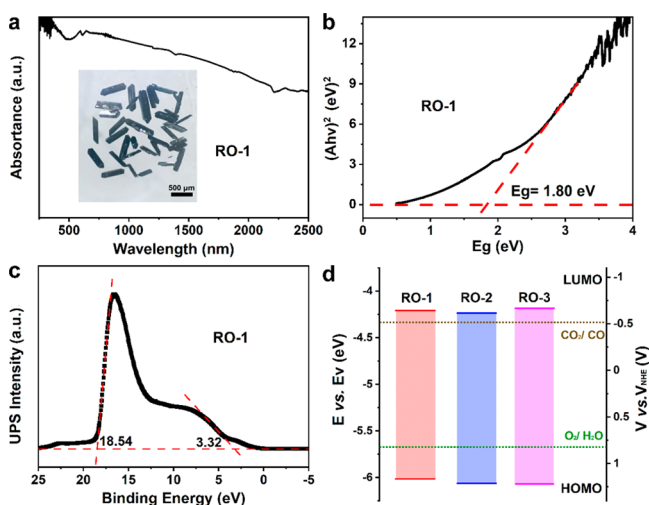 a
Absortance (a.u.)
RO-1
500 μm
500 1000 1500 2000 2500
Wavelength (nm)
b
(Ahv)² (eV)²
12
9
6
3
0
RO-1
Eg= 1.80 eV
0 1 2 3 4
Eg (eV)
c
UPS Intensity (a.u.)
RO-1
18.54
3.32
25 20 15 10 5 0 -5
Binding Energy (eV)
d
E vs. Ev (eV)
-4
-4.5
-5
-5.5
-6
LUMO
RO-1 RO-2 RO-3
CO₂/ CO
O₂/ H₂O
HOMO
-1
-0.5
0
0.5
1
V vs.VNHE (V)